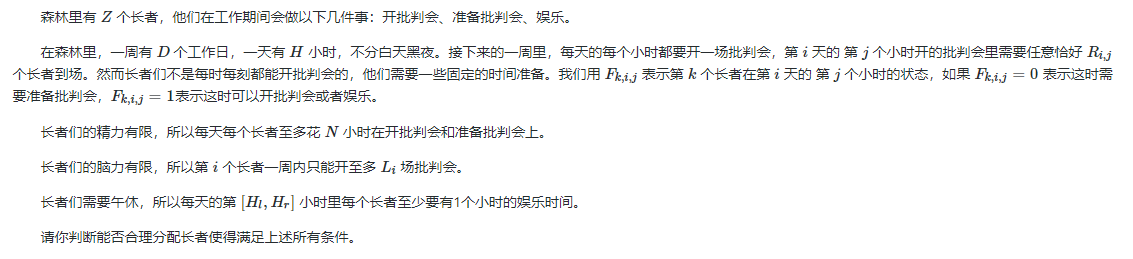 森林里有 Z 个长者，他们在工作期间会做以下几件事：开批判会、准备批判会、娱乐。
在森林里，一周有 D 个工作日，一天有 H 小时，不分白天黑夜。接下来的一周里，每天的每个小时都要开一场批判会，第 i 天的 第 j 个小时开的批判会里需要任意恰好 R_{i,j}
个长者到场。然而长者们不是每时每刻都能开批判会的，他们需要一些固定的时间准备。我们用 F_{k,i,j} 表示第 k 个长者在第 i 天的 第 j 个小时的状态，如果 F_{k,i,j} = 0 表示这时需
要准备批判会，F_{k,i,j} = 1表示这时可以开批判会或者娱乐。
长者们的精力有限，所以每天每个长者至多花 N 小时在开批判会和准备批判会上。
长者们的脑力有限，所以第 i 个长者一周内只能开至多 L_i 场批判会。
长者们需要午休，所以每天的第 [H_l, H_r] 小时里每个长者至少要有1个小时的娱乐时间。
请你判断能否合理分配长者使得满足上述所有条件。